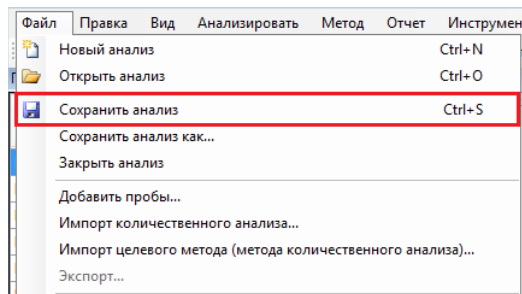 Файл Правка Вид Анализировать Метод Отчет
Новый анализ Ctrl+N
Открыть анализ Ctrl+O
Сохранить анализ Ctrl+S
Сохранить анализ как...
Закрыть анализ
Добавить пробы...
Импорт количественного анализа...
Импорт целевого метода (метода количественного анализа)...
Экспорт...